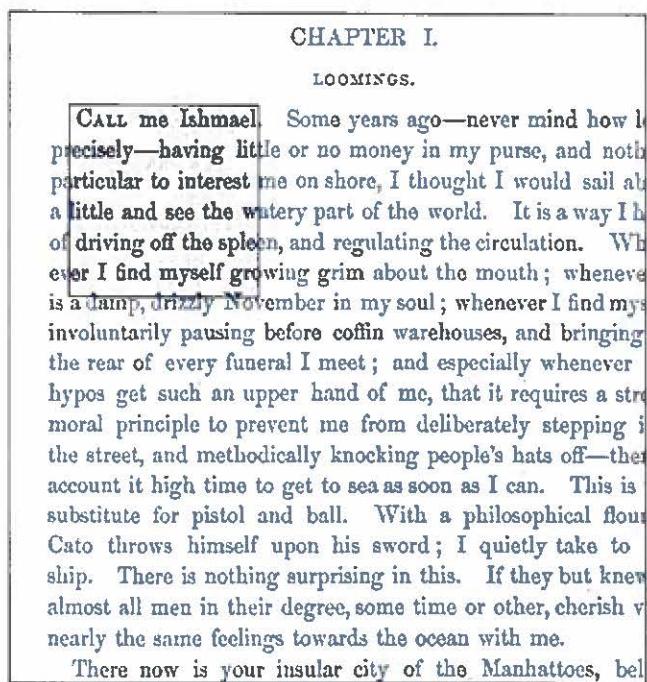 CHAPTER I.
LOOMINGS.
CALL me Ishmael. Some years ago—never mind how
precisely—having little or no money in my purse, and
particular to interest me on shore, I thought I would sail
a little and see the watery part of the world. It is a way I
of driving off the spleen, and regulating the circulation.
ever I find myself growing grim about the mouth;
is a damp, drizzly November in my soul; whenever I find
involuntarily pausing before coffin warehouses, and bringing
the rear of every funeral I meet; and especially whenever
hypos get such an upper hand of me, that it requires a
moral principle to prevent me from deliberately stepping
the street, and methodically knocking people's hats off—
account it high time to get to sea as soon as I can. This is
substitute for pistol and ball. With a philosophical
Cato throws himself upon his sword; I quietly take to
ship. There is nothing surprising in this. If they but knew
almost all men in their degree, some time or other, cherish
nearly the same feelings towards the ocean with me.
There now is your insular city of the Manhattoes,